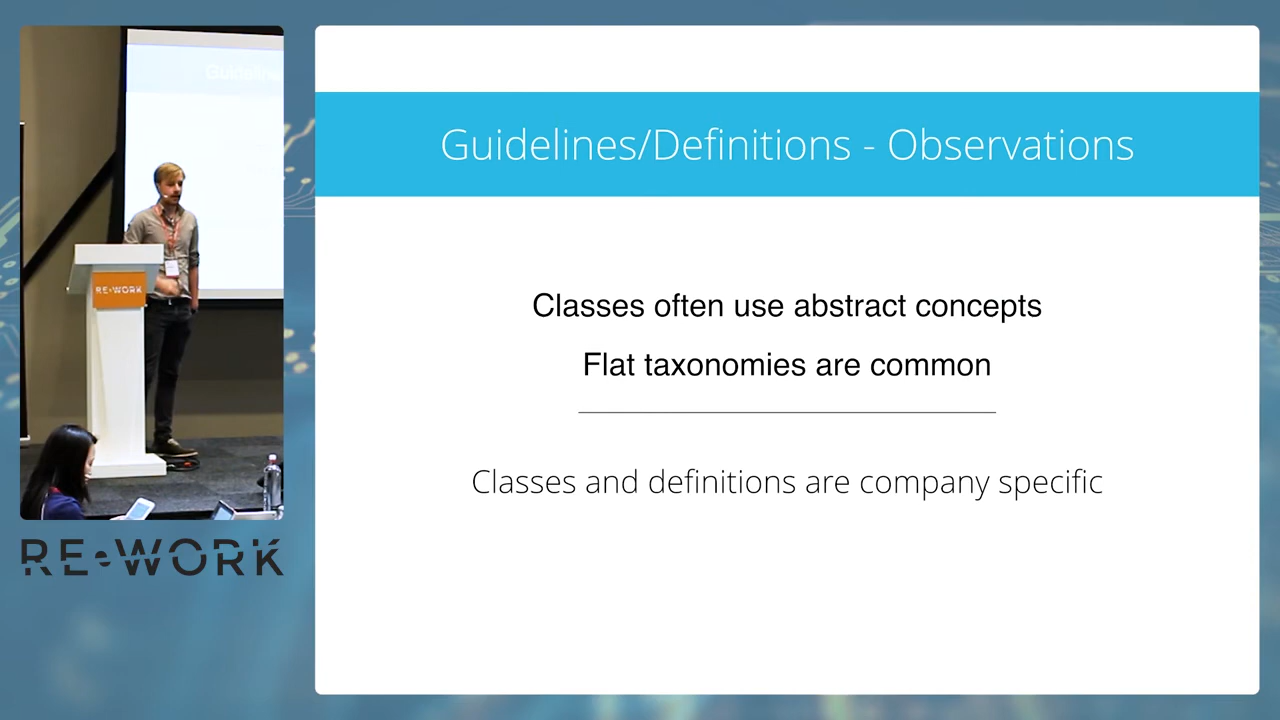 Guidelines/Definitions - Observations
Classes often use abstract concepts
Flat taxonomies are common
Classes and definitions are company specific
RE•WORK
RE•WORK